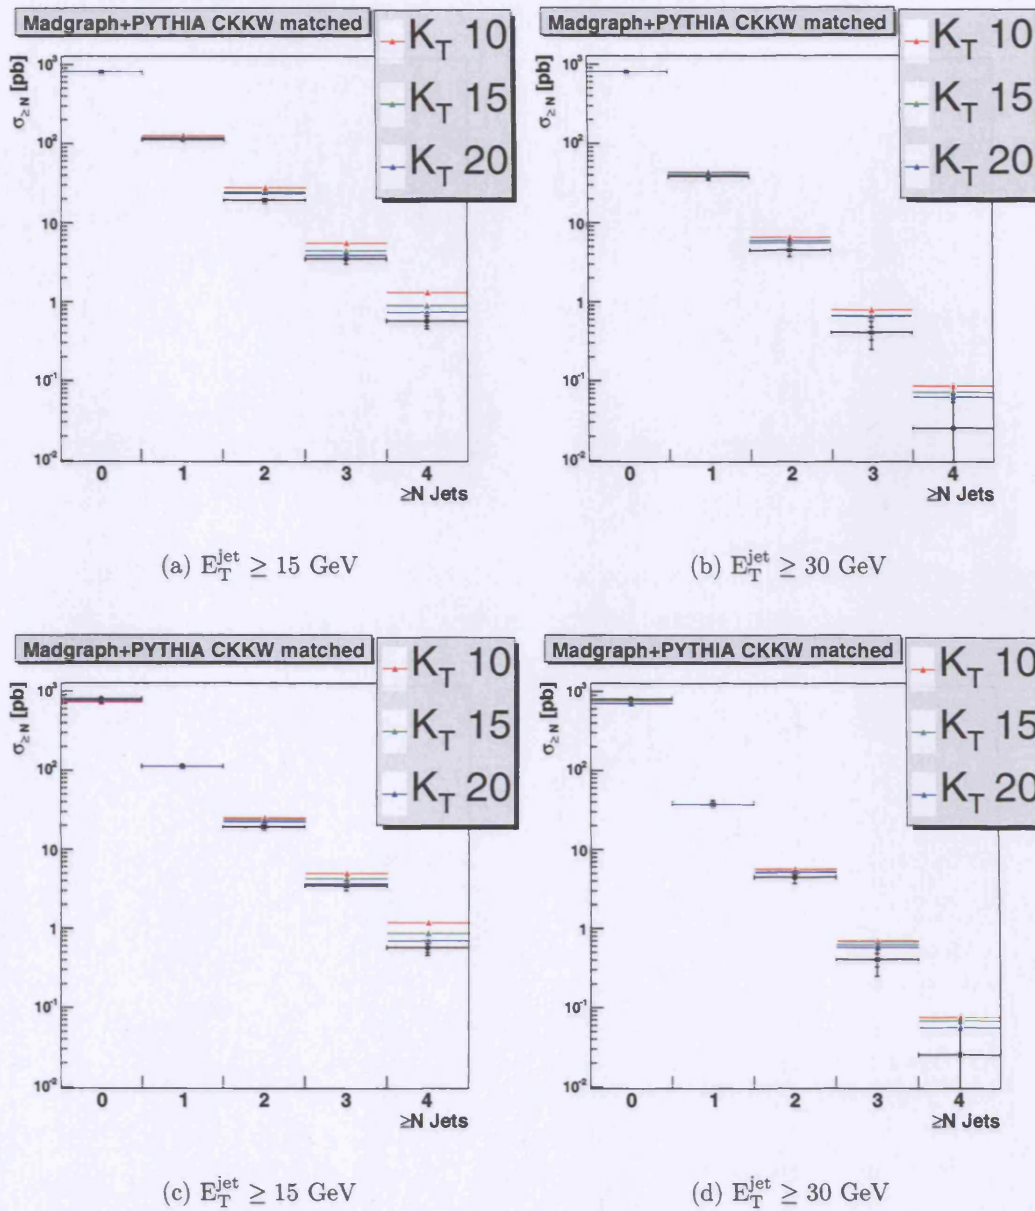 Madgraph+PYTHIA CKKW matched
K_T 10
K_T 15
K_T 20
σ≥N [pb]
10³
10²
10
1
10⁻¹
10⁻²
0 1 2 3 4
≥N Jets
(a) E_T^jet ≥ 15 GeV
Madgraph+PYTHIA CKKW matched
K_T 10
K_T 15
K_T 20
σ≥N [pb]
10³
10²
10
1
10⁻¹
10⁻²
0 1 2 3 4
≥N Jets
(b) E_T^jet ≥ 30 GeV
Madgraph+PYTHIA CKKW matched
K_T 10
K_T 15
K_T 20
σ≥N [pb]
10³
10²
10
1
10⁻¹
10⁻²
0 1 2 3 4
≥N Jets
(c) E_T^jet ≥ 15 GeV
Madgraph+PYTHIA CKKW matched
K_T 10
K_T 15
K_T 20
σ≥N [pb]
10³
10²
10
1
10⁻¹
10⁻²
0 1 2 3 4
≥N Jets
(d) E_T^jet ≥ 30 GeV